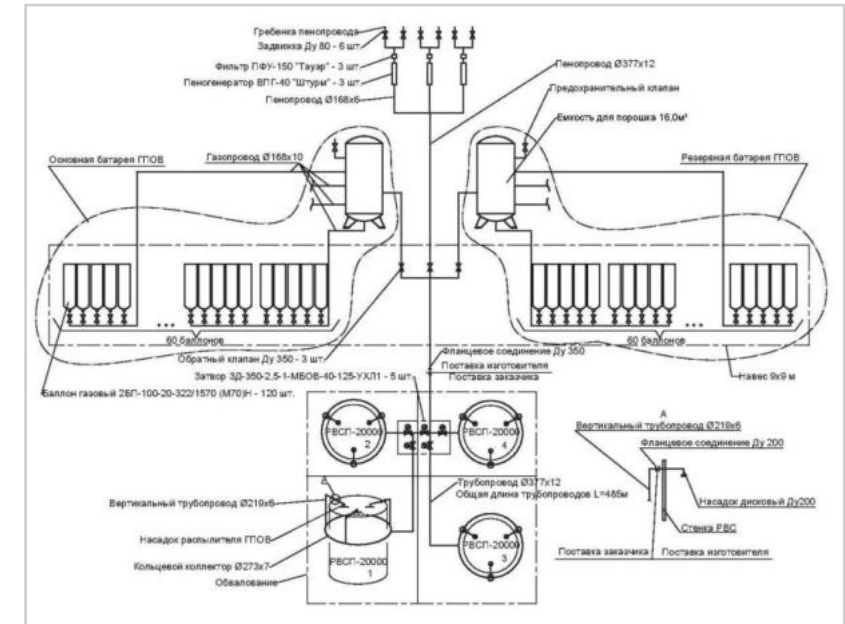 Гребенка пенопровода
Задвижка Ду 80 - 6 шт.
Фильтр ПФУ-150 "Тауар" - 3 шт.
Пеногенератор ВПГ-40 "Штурм" - 3 шт.
Пенопровод Ø168х6
Пенопровод Ø377х12
Предохранительный клапан
Емкость для порошка 16,0м³
Основная батарея ГПОВ
Газопровод Ø168х10
Резервная батарея ГПОВ
60 баллонов
60 баллонов
Обратный клапан Ду 350 - 3 шт.
Фланцевое соединение Ду 350
Поставка изготовителя
Поставка заказчика
Затвор ЗД-350-2,5-1-МБОВ-40-125-УХЛ1 - 5 шт.
Навес 9х9 м
Баллон газовый 2БП-100-20-322/1570 (М70)Н - 120 шт.
РВСП-20000
2
РВСП-20000
4
А
Вертикальный трубопровод Ø219х6
Фланцевое соединение Ду 200
А
Трубопровод Ø377х12
Общая длина трубопроводов L=485м
Вертикальный трубопровод Ø219х6
Насадок дисковый Ду200
Стенка РВС
Насадок распылителя ГПОВ
РВСП-20000
3
Поставка заказчика
Поставка изготовителя
Кольцевой коллектор Ø273х7
РВСП-20000
1
Обвалование